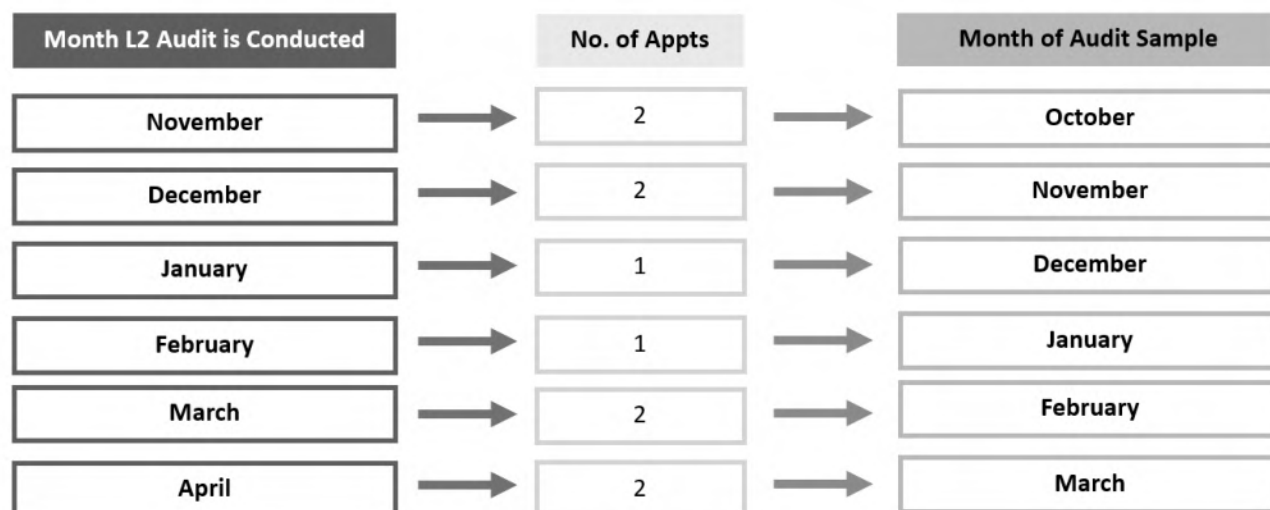 Month L2 Audit is Conducted No. of Appts Month of Audit Sample
November 2 October
December 2 November
January 1 December
February 1 January
March 2 February
April 2 March